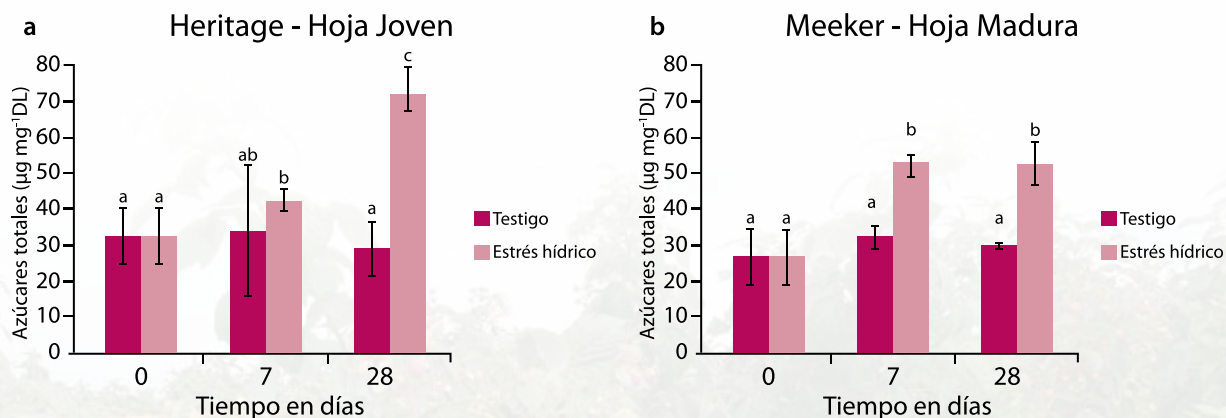 a
Heritage - Hoja Joven
Azúcares totales (µg mg⁻¹DL)
80
70
60
50
40
30
20
10
0
a
a
ab
b
a
c
0
7
28
Tiempo en días
Testigo
Estrés hídrico
b
Meeker - Hoja Madura
Azúcares totales (µg mg⁻¹DL)
80
70
60
50
40
30
20
10
0
a
a
a
b
a
b
0
7
28
Tiempo en días
Testigo
Estrés hídrico